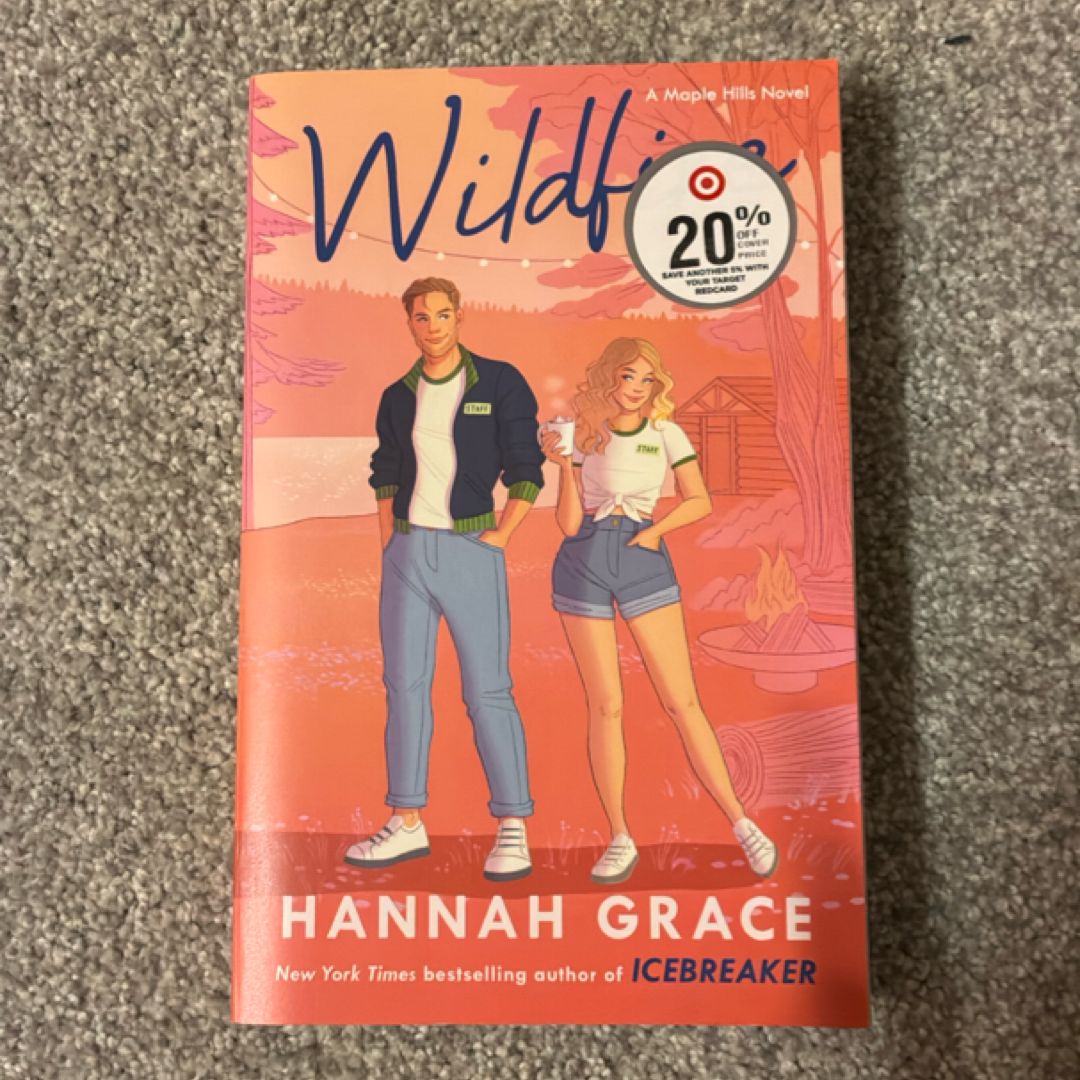 A Maple Hills Novel
Wildfire
20%
OFF
COVER
PRICE
SAVE ANOTHER 5% WITH
YOUR TARGET
REDCARD
STAFF
STAFF
HANNAH GRACE
New York Times bestselling author of ICEBREAKER